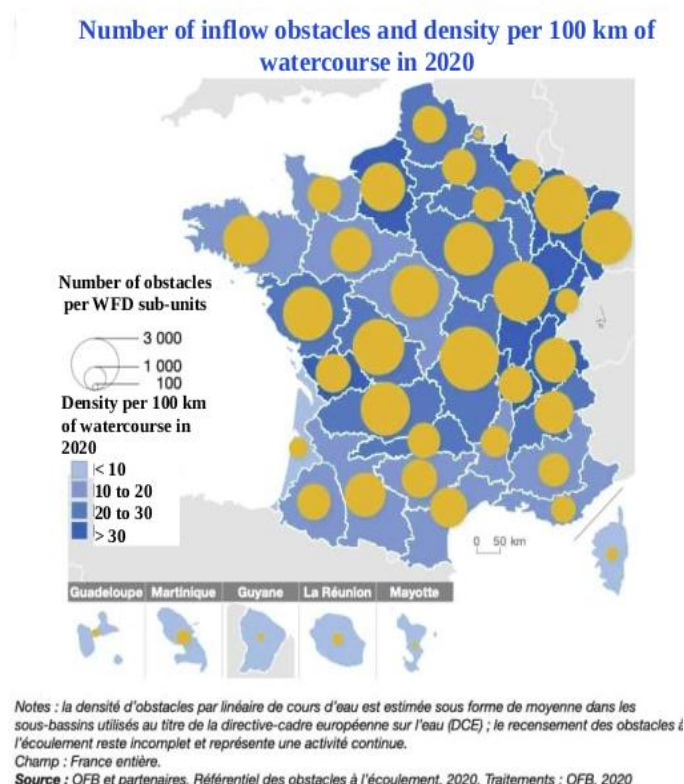 Number of inflow obstacles and density per 100 km of
watercourse in 2020
Number of obstacles
per WFD sub-units
3 000
1 000
100
Density per 100 km
of watercourse in
2020
< 10
10 to 20
20 to 30
> 30
0 50 km
Guadeloupe Martinique Guyane La Réunion Mayotte
Notes : la densité d'obstacles par linéaire de cours d'eau est estimée sous forme de moyenne dans les
sous-bassins utilisés au titre de la directive-cadre européenne sur l'eau (DCE) ; le recensement des obstacles à
l'écoulement reste incomplet et représente une activité continue.
Champ : France entière.
Source : OFB et partenaires, Référentiel des obstacles à l'écoulement, 2020. Traitements : OFB, 2020